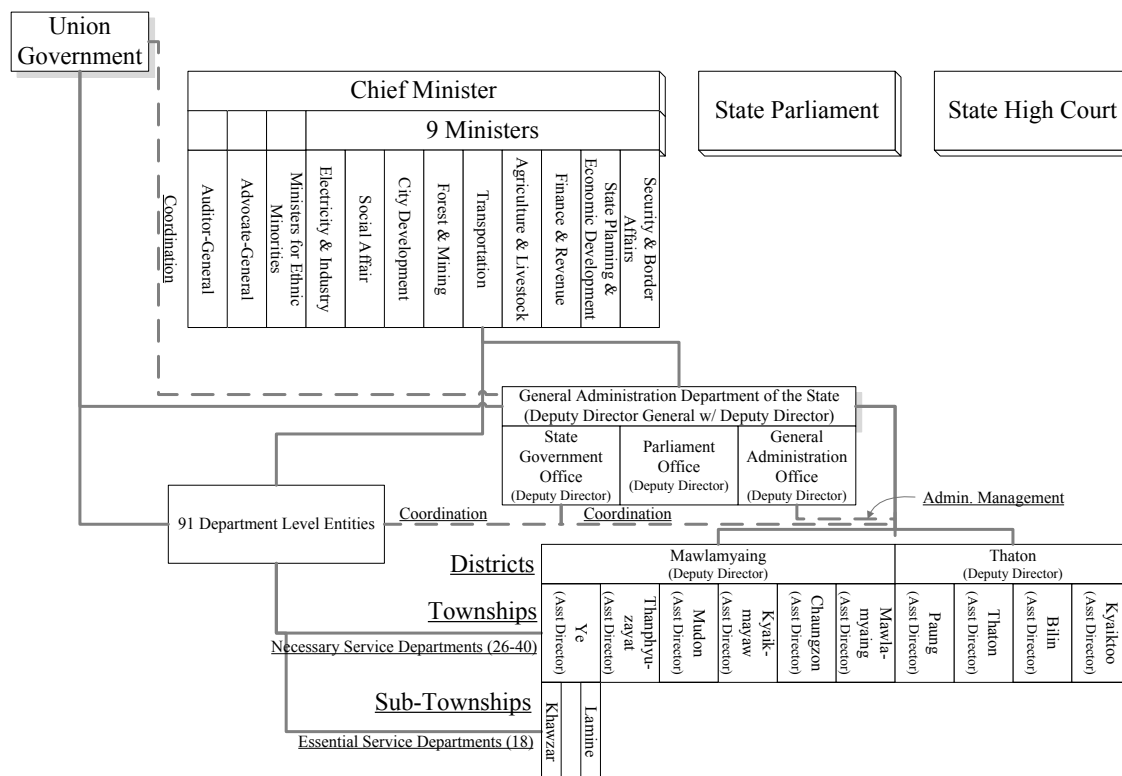 Union
Government
Chief Minister
9 Ministers
State Parliament
State High Court
Coordination
Auditor-General
Advocate-General
Ministers for Ethnic
Minorities
Electricity & Industry
Social Affair
City Development
Forest & Mining
Transportation
Agriculture & Livestock
Finance & Revenue
State Planning &
Economic Development
Security & Border
Affairs
General Administration Department of the State
(Deputy Director General w/ Deputy Director)
State
Government
Office
(Deputy Director)
Parliament
Office
(Deputy Director)
General
Administration
Office
(Deputy Director)
Admin. Management
91 Department Level Entities
Coordination
Coordination
Districts
Mawlamyaing
(Deputy Director)
Thaton
(Deputy Director)
Townships
Necessary Service Departments (26-40)
Ye
(Asst Director)
Thanphyu-
zayat
(Asst Director)
Mudon
(Asst Director)
Kyaik-
mayaw
(Asst Director)
Chaungzon
(Asst Director)
Mawla-
myaing
(Asst Director)
Paung
(Asst Director)
Thaton
(Asst Director)
Bilin
(Asst Director)
Kyaiktoo
(Asst Director)
Sub-Townships
Essential Service Departments (18)
Khawzar
Lamine